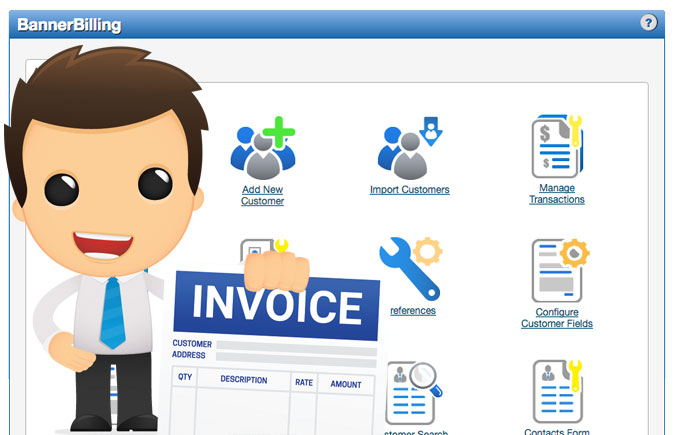 BannerBilling
?
Add New
Customer
Import Customers
Manage
Transactions
references
Configure
Customer Fields
INVOICE
CUSTOMER
ADDRESS
QTY DESCRIPTION RATE AMOUNT
stomer Search
Contacts Form